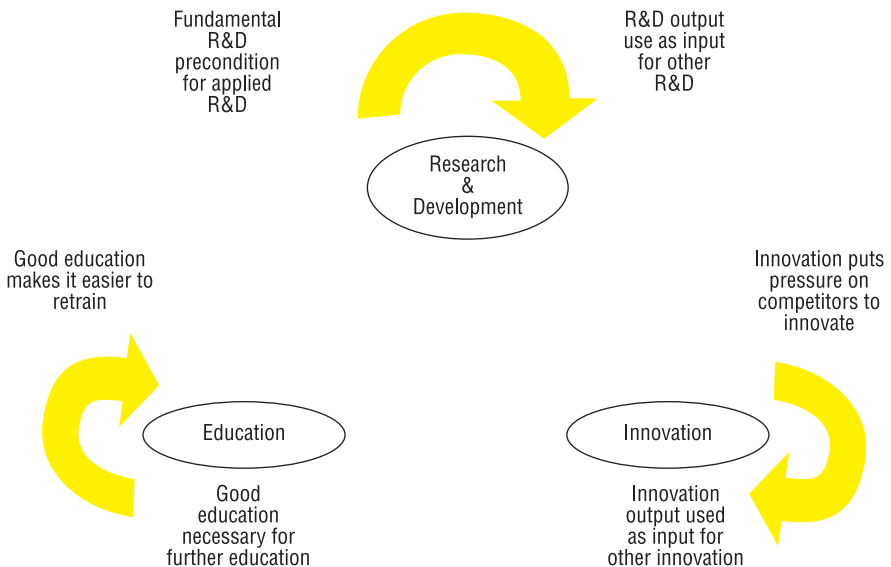 Fundamental
R&D
precondition
for applied
R&D
R&D output
use as input
for other
R&D
Research
&
Development
Good education
makes it easier to
retrain
Innovation puts
pressure on
competitors to
innovate
Education
Innovation
Good
education
necessary for
further education
Innovation
output used
as input for
other innovation